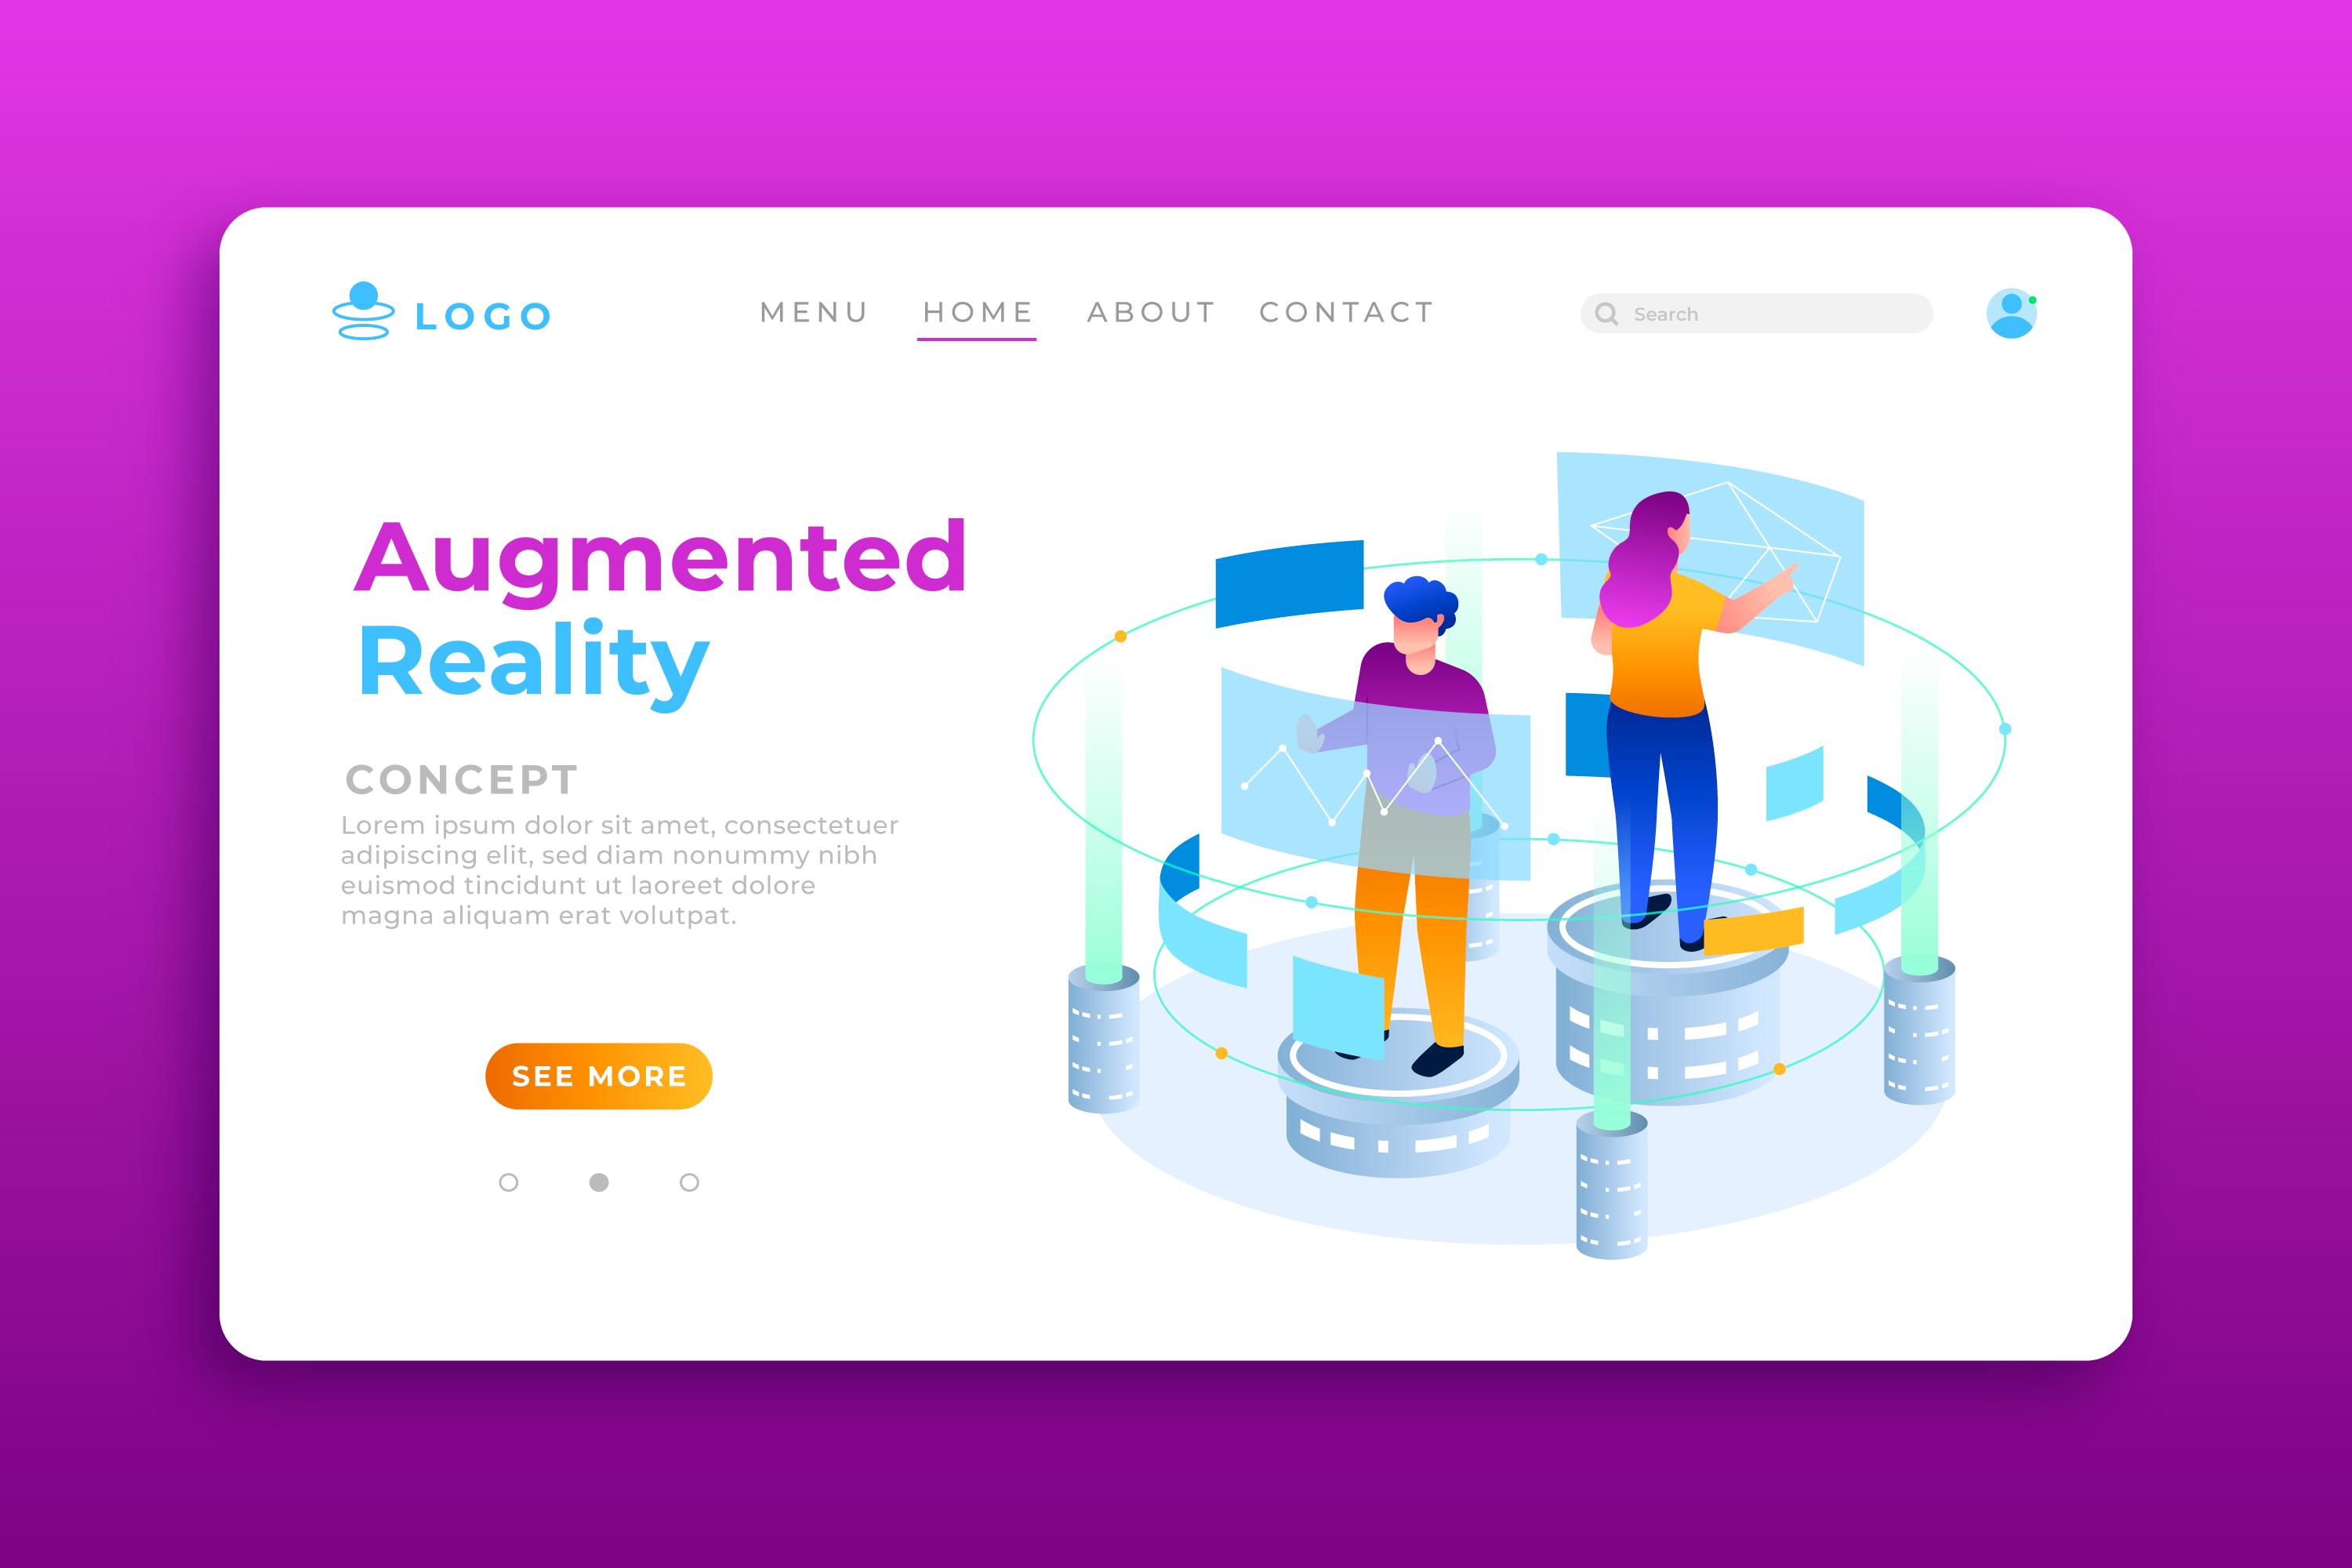 LOGO
MENU HOME ABOUT CONTACT
Search
Augmented
Reality
CONCEPT
Lorem ipsum dolor sit amet, consectetuer
adipiscing elit, sed diam nonummy nibh
euismod tincidunt ut laoreet dolore
magna aliquam erat volutpat.
SEE MORE